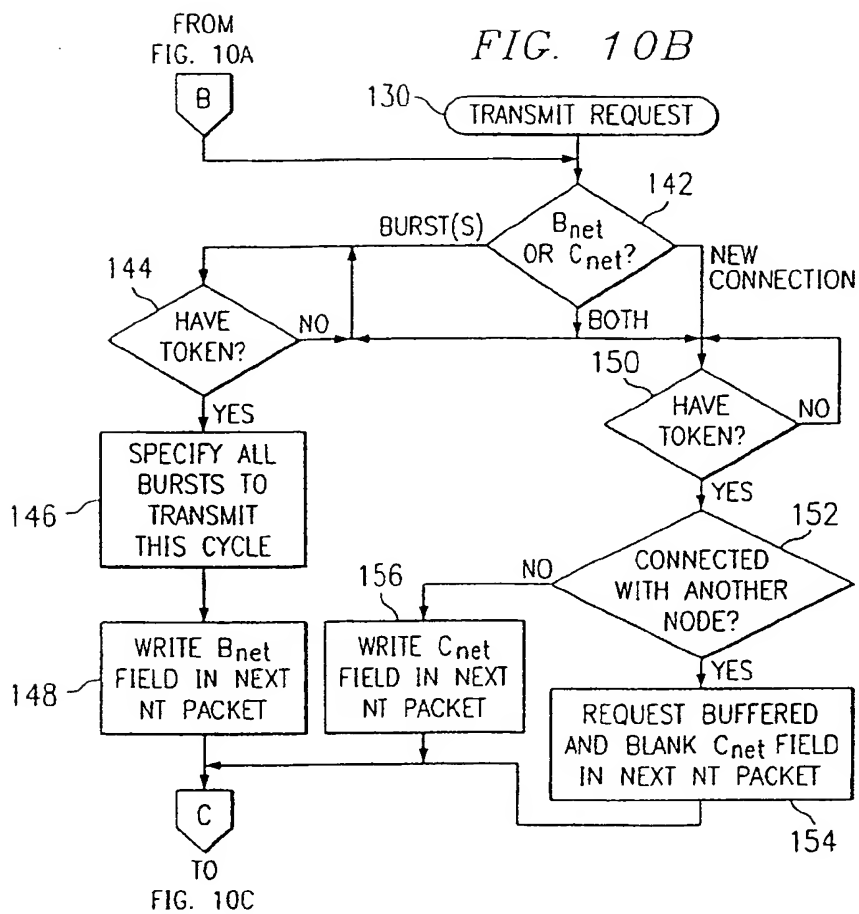 FROM
FIG. 10A
B
FIG. 10B
130
TRANSMIT REQUEST
142
Bnet
OR Cnet?
BURST(S)
NEW
CONNECTION
BOTH
144
HAVE
TOKEN?
NO
YES
150
HAVE
TOKEN?
NO
YES
146
SPECIFY ALL
BURSTS TO
TRANSMIT
THIS CYCLE
152
CONNECTED
WITH ANOTHER
NODE?
NO
YES
148
WRITE Bnet
FIELD IN NEXT
NT PACKET
156
WRITE Cnet
FIELD IN NEXT
NT PACKET
REQUEST BUFFERED
AND BLANK Cnet FIELD
IN NEXT NT PACKET
154
C
TO
FIG. 10C